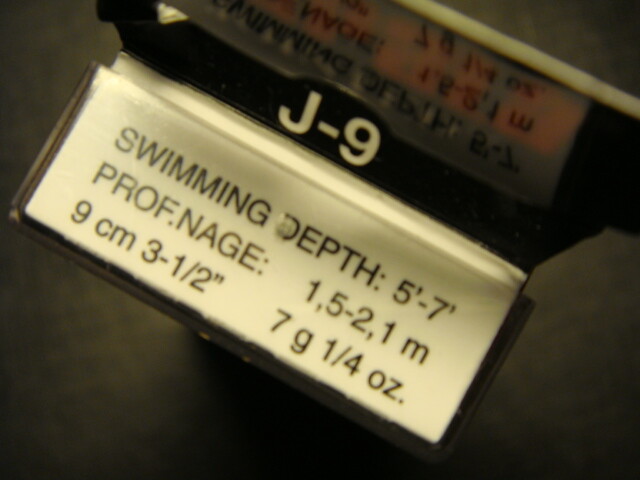 J-9
SWIMMING DEPTH: 5'-7'
PROF.NAGE: 1,5-2,1 m
9 cm 3-1/2" 7 g 1/4 oz.